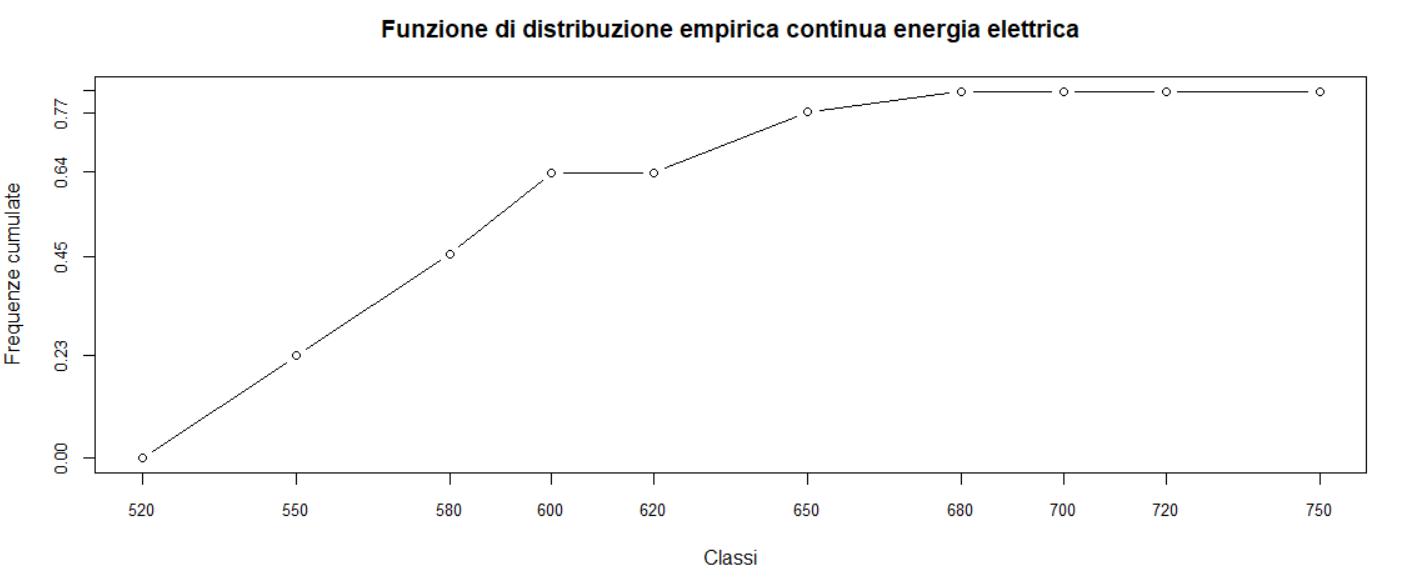 Funzione di distribuzione empirica continua energia elettrica
Frequenze cumulate
0.77
0.64
0.45
0.23
0.00
520 550 580 600 620 650 680 700 720 750
Classi